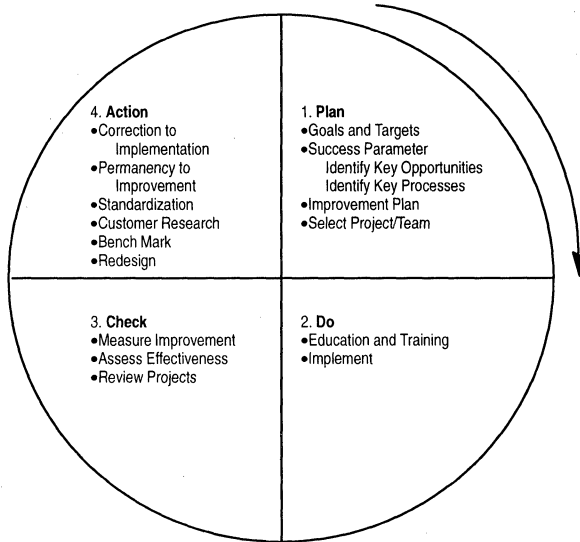 4. Action
•Correction to
Implementation
•Permanency to
Improvement
•Standardization
•Customer Research
•Bench Mark
•Redesign
1. Plan
•Goals and Targets
•Success Parameter
Identify Key Opportunities
Identify Key Processes
•Improvement Plan
•Select Project/Team
3. Check
•Measure Improvement
•Assess Effectiveness
•Review Projects
2. Do
•Education and Training
•Implement